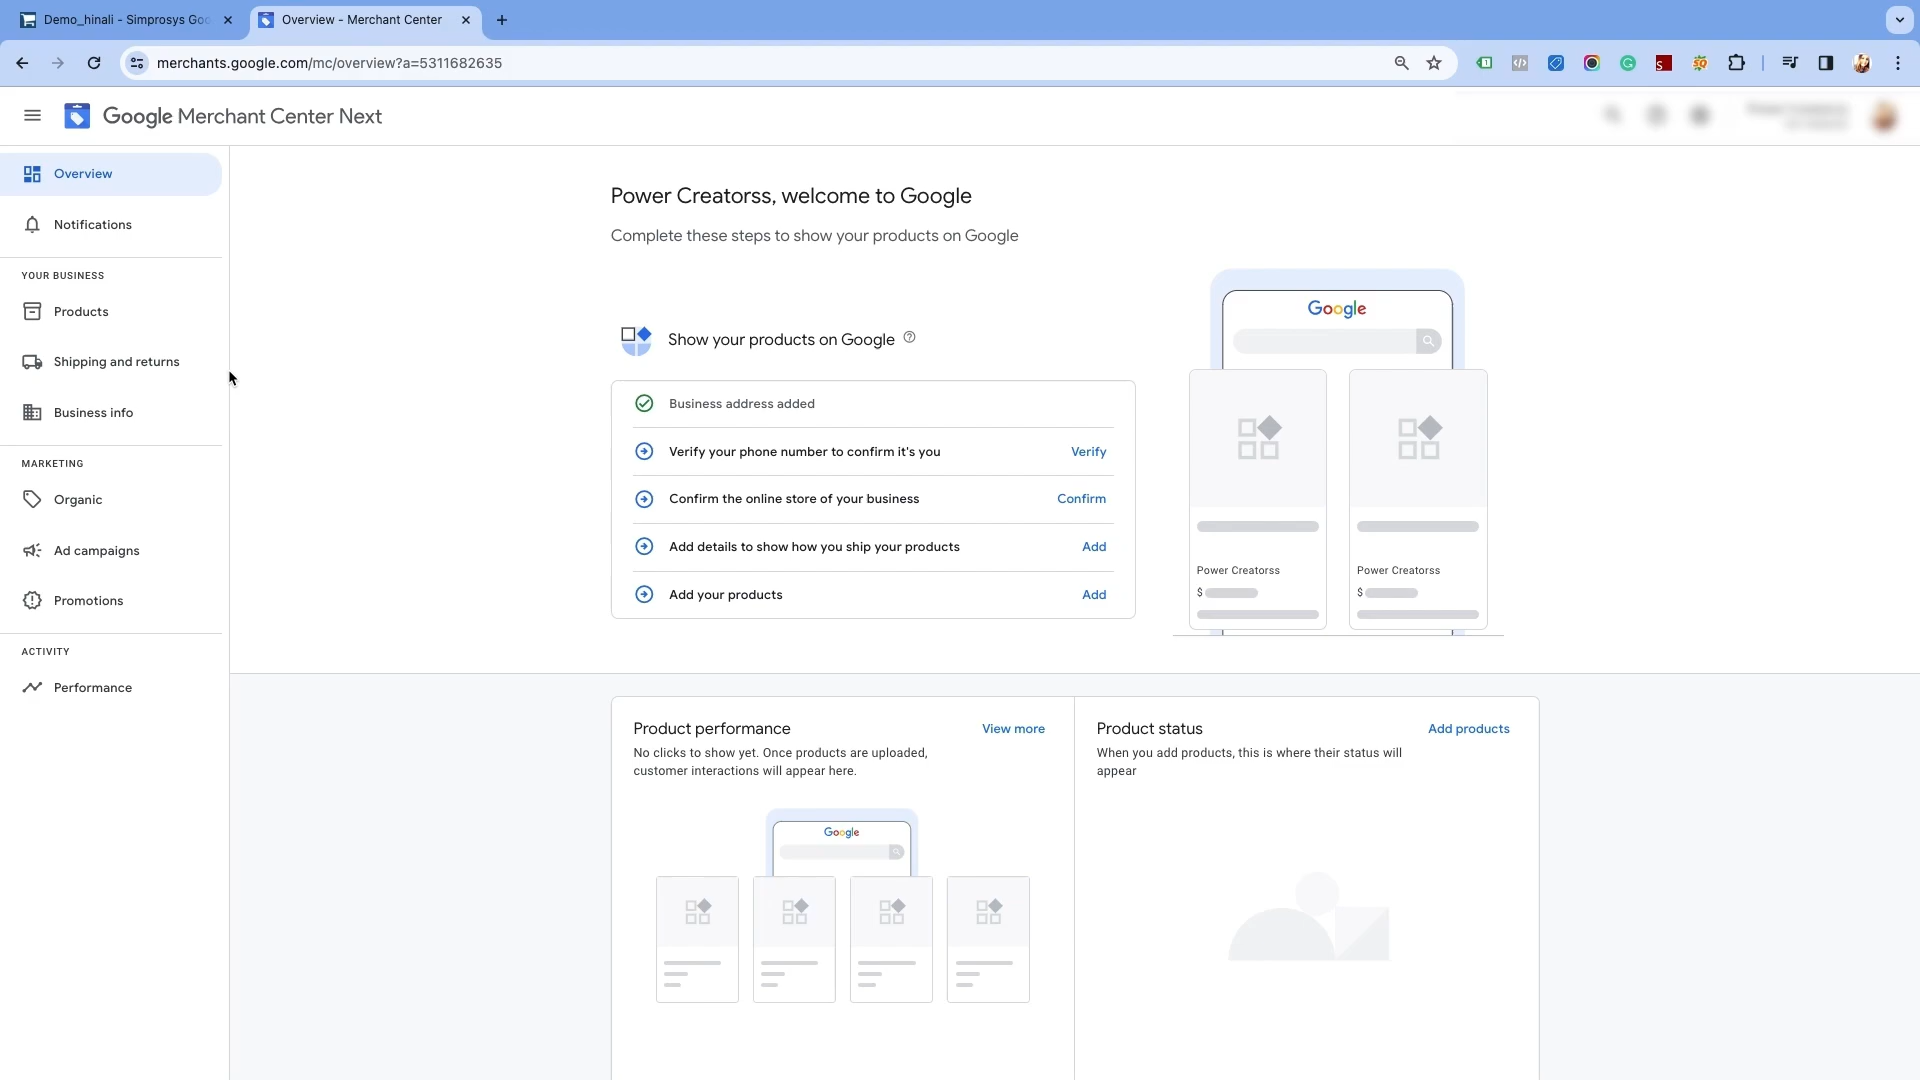 Demo_hinali - Simprosys Goo
Overview - Merchant Center
merchants.google.com/mc/overview?a=5311682635
Google Merchant Center Next
Overview
Notifications
YOUR BUSINESS
Products
Shipping and returns
Business info
MARKETING
Organic
Ad campaigns
Promotions
ACTIVITY
Performance
Power Creatorss, welcome to Google
Complete these steps to show your products on Google
Show your products on Google
Business address added
Verify your phone number to confirm it's you Verify
Confirm the online store of your business Confirm
Add details to show how you ship your products Add
Add your products Add
Google
Power Creatorss
$
Power Creatorss
$
Product performance View more
No clicks to show yet. Once products are uploaded,
customer interactions will appear here.
Google
Product status Add products
When you add products, this is where their status will
appear